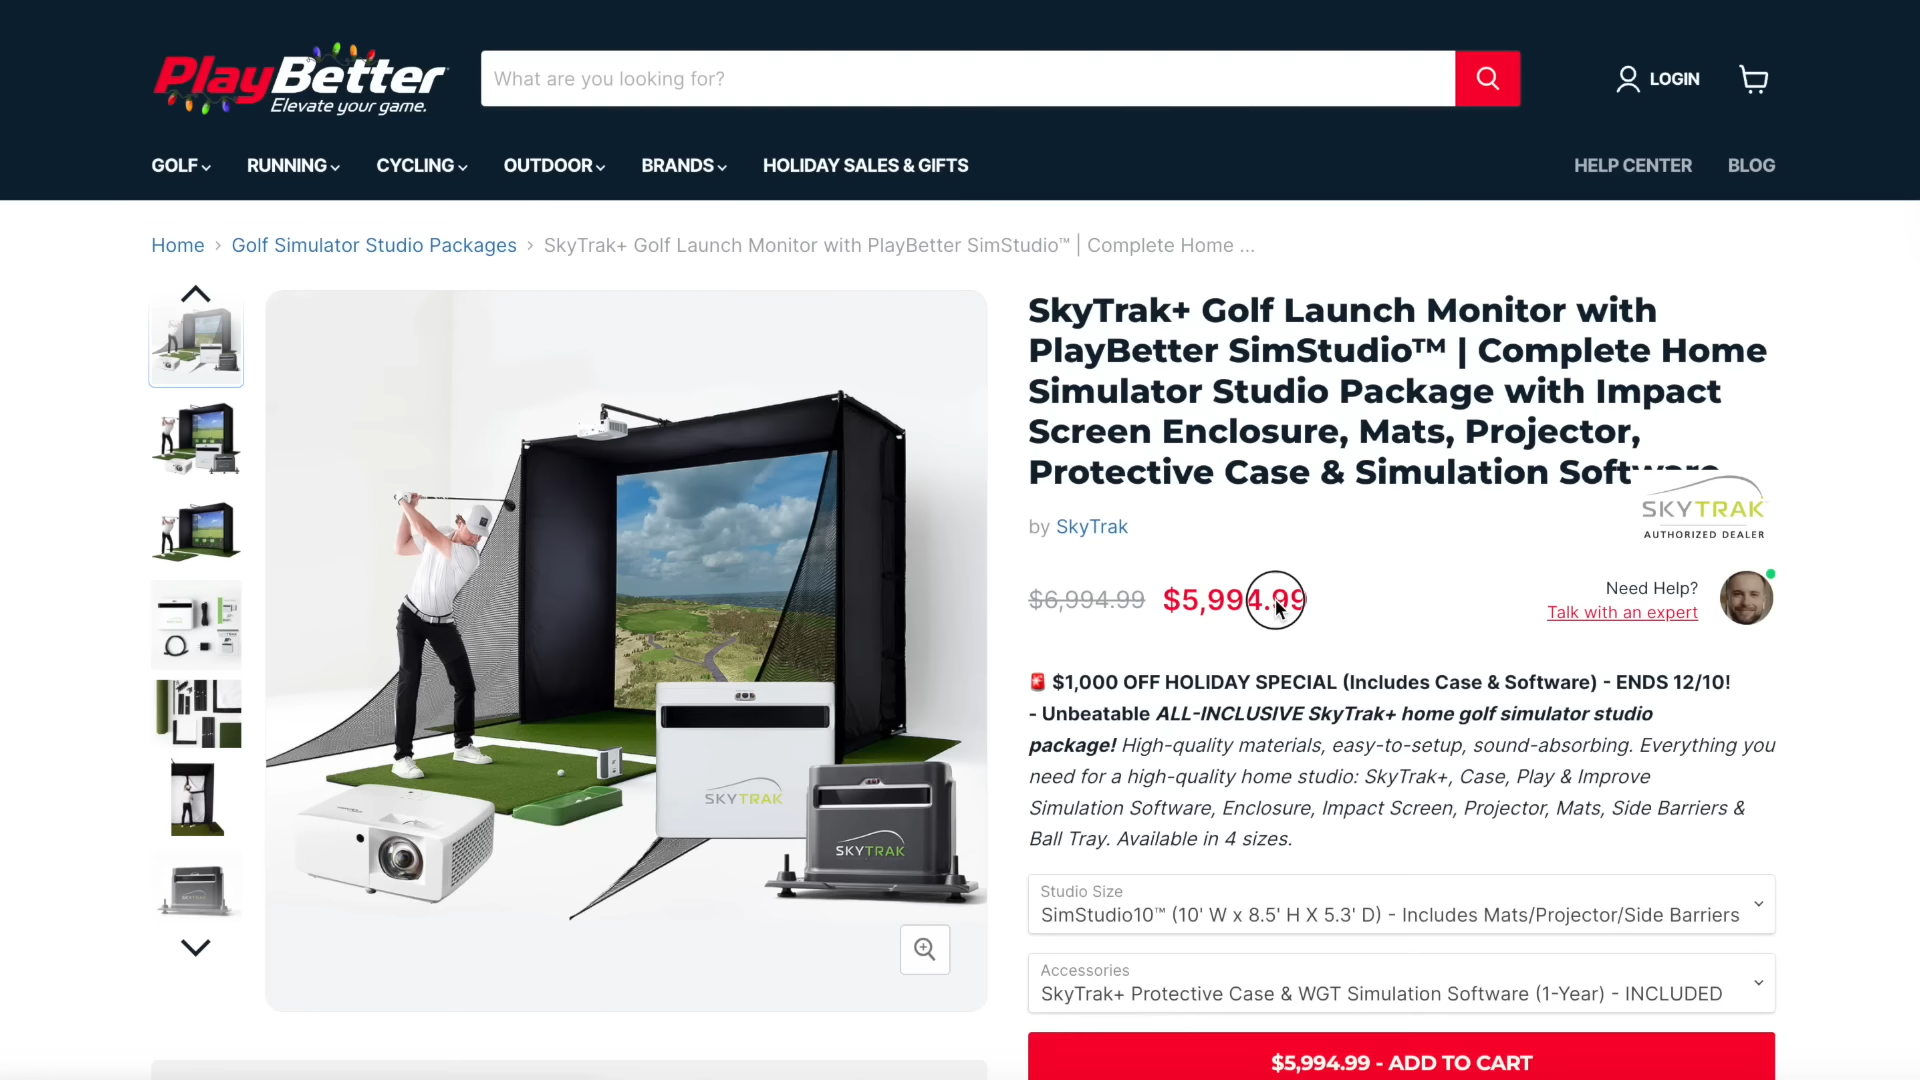 PlayBetter
Elevate your game.
What are you looking for?
LOGIN
GOLF
RUNNING
CYCLING
OUTDOOR
BRANDS
HOLIDAY SALES & GIFTS
HELP CENTER
BLOG
Home › Golf Simulator Studio Packages › SkyTrak+ Golf Launch Monitor with PlayBetter SimStudio™ | Complete Home ...
SkyTrak+ Golf Launch Monitor with
PlayBetter SimStudio™ | Complete Home
Simulator Studio Package with Impact
Screen Enclosure, Mats, Projector,
Protective Case & Simulation Software
SKYTRAK
AUTHORIZED DEALER
by SkyTrak
$6,994.99 $5,994.99
Need Help?
Talk with an expert
$1,000 OFF HOLIDAY SPECIAL (Includes Case & Software) - ENDS 12/10!
- Unbeatable ALL-INCLUSIVE SkyTrak+ home golf simulator studio
package! High-quality materials, easy-to-setup, sound-absorbing. Everything you
need for a high-quality home studio: SkyTrak+, Case, Play & Improve
Simulation Software, Enclosure, Impact Screen, Projector, Mats, Side Barriers &
Ball Tray. Available in 4 sizes.
Studio Size
SimStudio10™ (10' W x 8.5' H X 5.3' D) - Includes Mats/Projector/Side Barriers
Accessories
SkyTrak+ Protective Case & WGT Simulation Software (1-Year) - INCLUDED
$5,994.99 - ADD TO CART
SKYTRAK
SKYTRAK